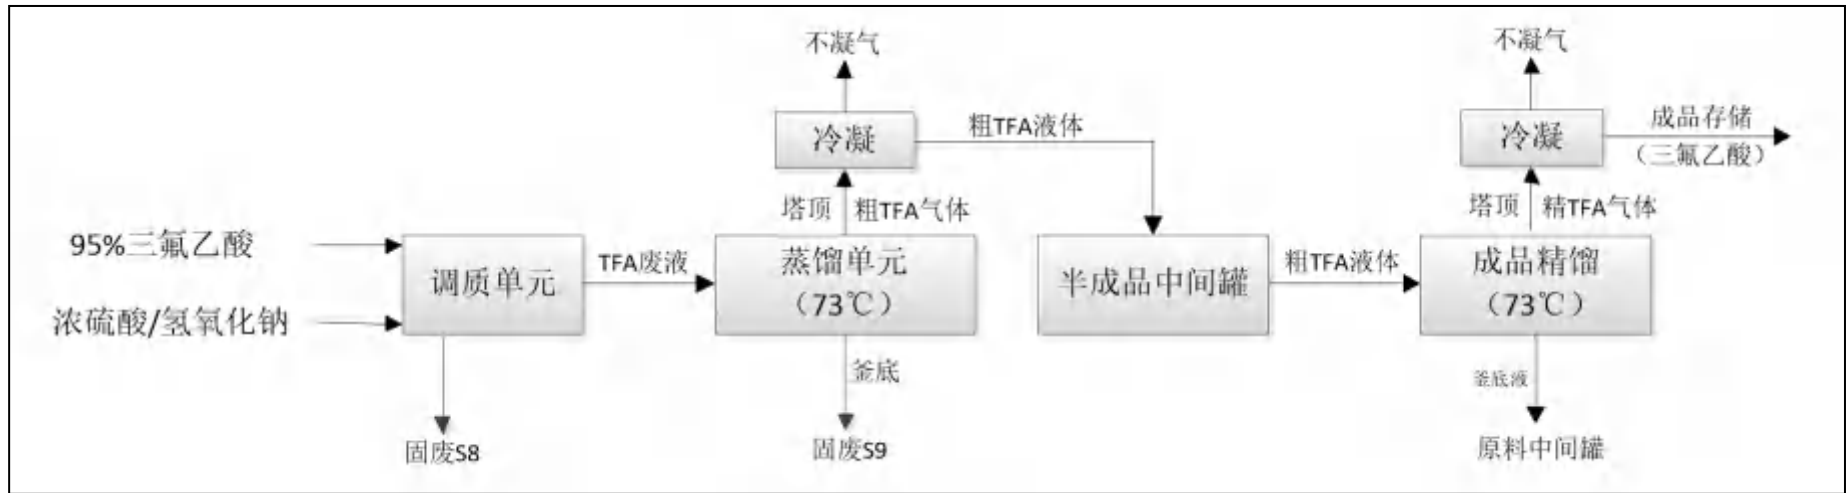 不凝气
不凝气
冷凝
粗TFA液体
冷凝
成品存储
（三氟乙酸）
塔顶
粗TFA气体
塔顶
精TFA气体
95%三氟乙酸
浓硫酸/氢氧化钠
调质单元
TFA废液
蒸馏单元
（73℃）
半成品中间罐
粗TFA液体
成品精馏
（73℃）
釜底
釜底液
固废S8
固废S9
原料中间罐